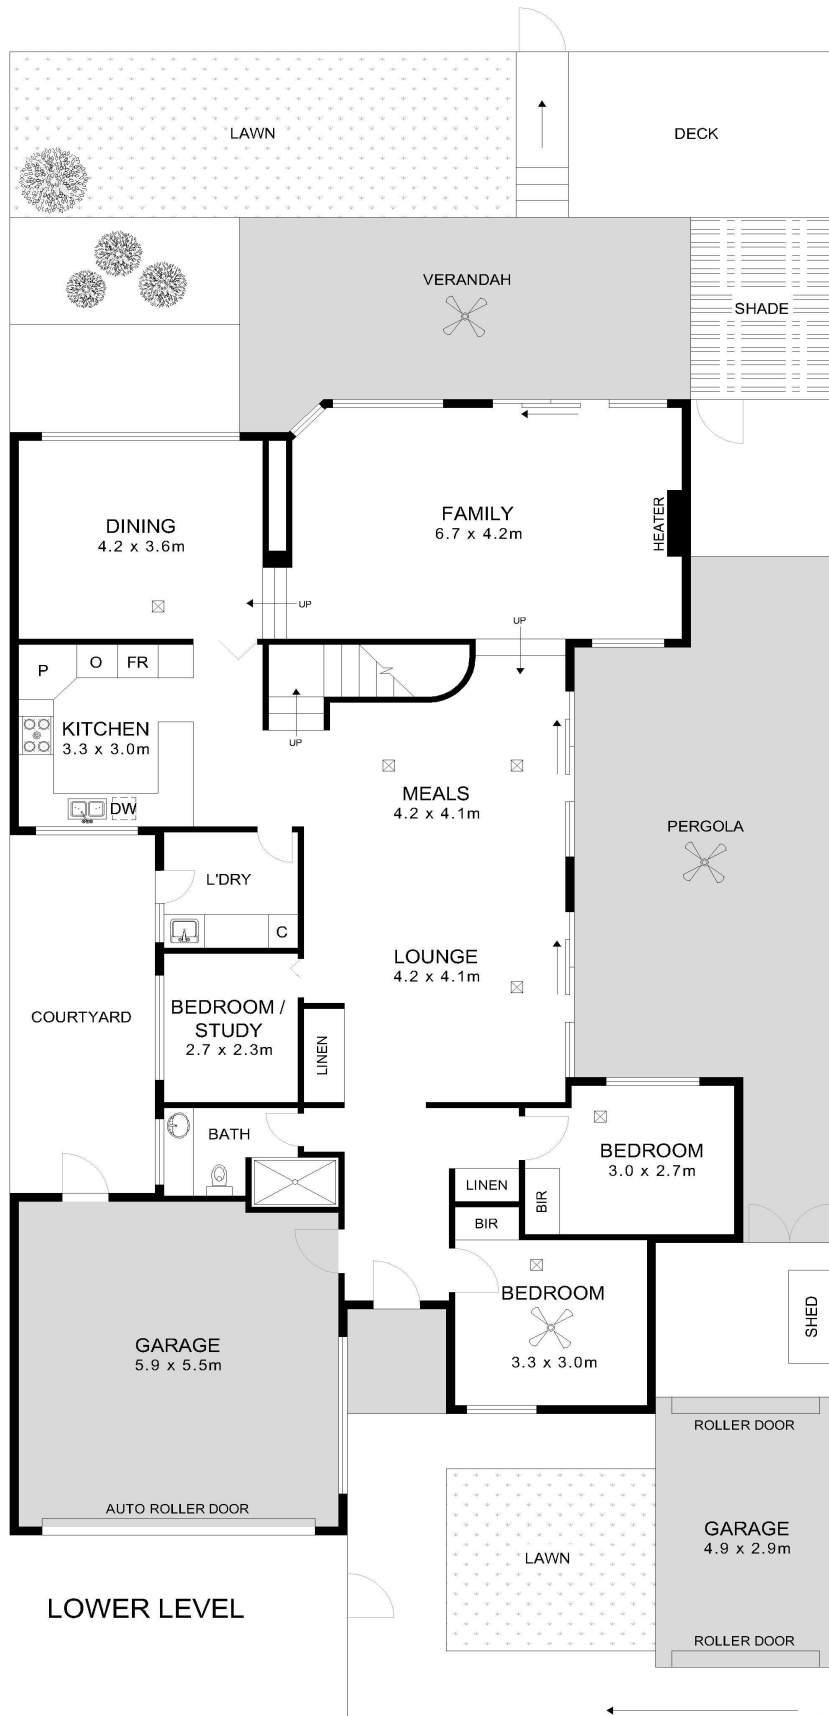 LAWN
DECK
VERANDAH
SHADE
DINING
4.2 x 3.6m
FAMILY
6.7 x 4.2m
HEATER
UP
UP
P
O
FR
KITCHEN
3.3 x 3.0m
DW
UP
MEALS
4.2 x 4.1m
PERGOLA
L'DRY
C
LOUNGE
4.2 x 4.1m
COURTYARD
BEDROOM /
STUDY
2.7 x 2.3m
LINEN
BATH
BEDROOM
3.0 x 2.7m
LINEN
BIR
BIR
BEDROOM
3.3 x 3.0m
SHED
GARAGE
5.9 x 5.5m
AUTO ROLLER DOOR
ROLLER DOOR
GARAGE
4.9 x 2.9m
LAWN
ROLLER DOOR
LOWER LEVEL